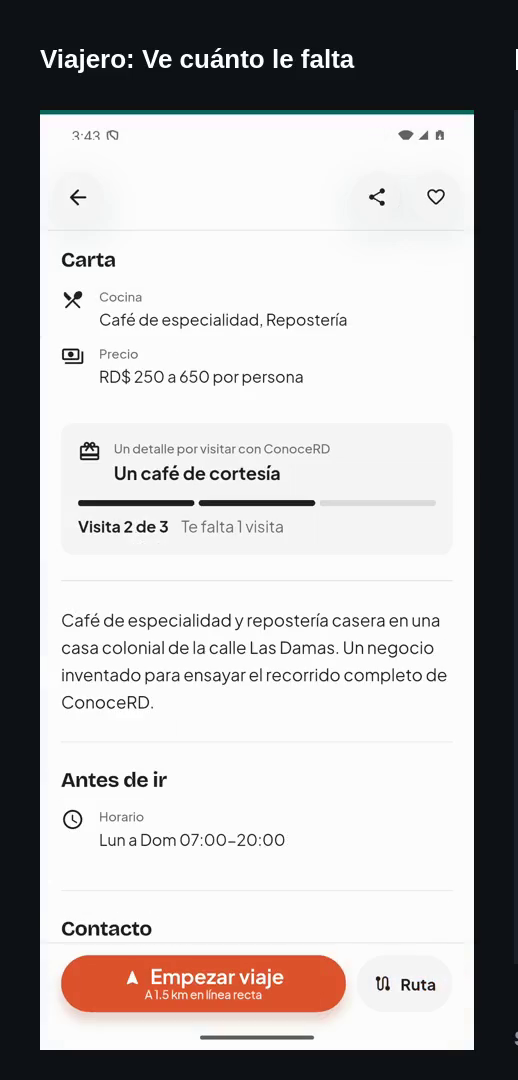 Viajero: Ve cuánto le falta
3:43
Carta
Cocina
Café de especialidad, Repostería
Precio
RD$ 250 a 650 por persona
Un detalle por visitar con ConoceRD
Un café de cortesía
Visita 2 de 3 Te falta 1 visita
Café de especialidad y repostería casera en una
casa colonial de la calle Las Damas. Un negocio
inventado para ensayar el recorrido completo de
ConoceRD.
Antes de ir
Horario
Lun a Dom 07:00–20:00
Contacto
Empezar viaje
A 1.5 km en línea recta
Ruta